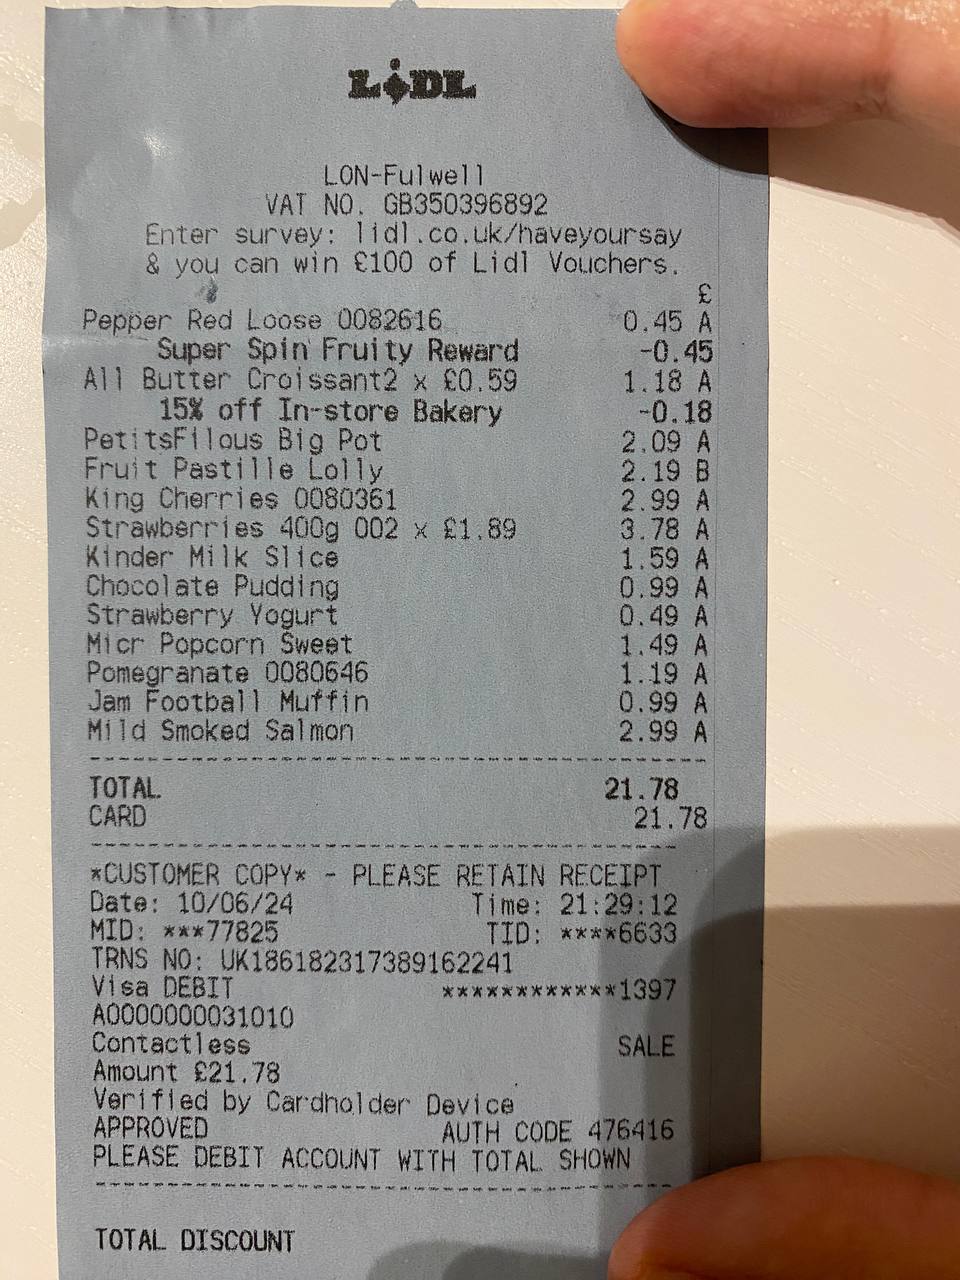 LIDL
LON-Fulwell
VAT NO. GB350396892
Enter survey: lidl.co.uk/haveyoursay
& you can win £100 of Lidl Vouchers.
£
Pepper Red Loose 0082616 0.45 A
Super Spin Fruity Reward -0.45
All Butter Croissant2 x £0.59 1.18 A
15% off In-store Bakery -0.18
PetitsFilous Big Pot 2.09 A
Fruit Pastille Lolly 2.19 B
King Cherries 0080361 2.99 A
Strawberries 400g 002 x £1.89 3.78 A
Kinder Milk Slice 1.59 A
Chocolate Pudding 0.99 A
Strawberry Yogurt 0.49 A
Micr Popcorn Sweet 1.49 A
Pomegranate 0080646 1.19 A
Jam Football Muffin 0.99 A
Mild Smoked Salmon 2.99 A
TOTAL 21.78
CARD 21.78
*CUSTOMER COPY* - PLEASE RETAIN RECEIPT
Date: 10/06/24 Time: 21:29:12
MID: ***77825 TID: ****6633
TRNS NO: UK186182317389162241
Visa DEBIT ************1397
A0000000031010
Contactless SALE
Amount £21.78
Verified by Cardholder Device
APPROVED AUTH CODE 476416
PLEASE DEBIT ACCOUNT WITH TOTAL SHOWN
TOTAL DISCOUNT